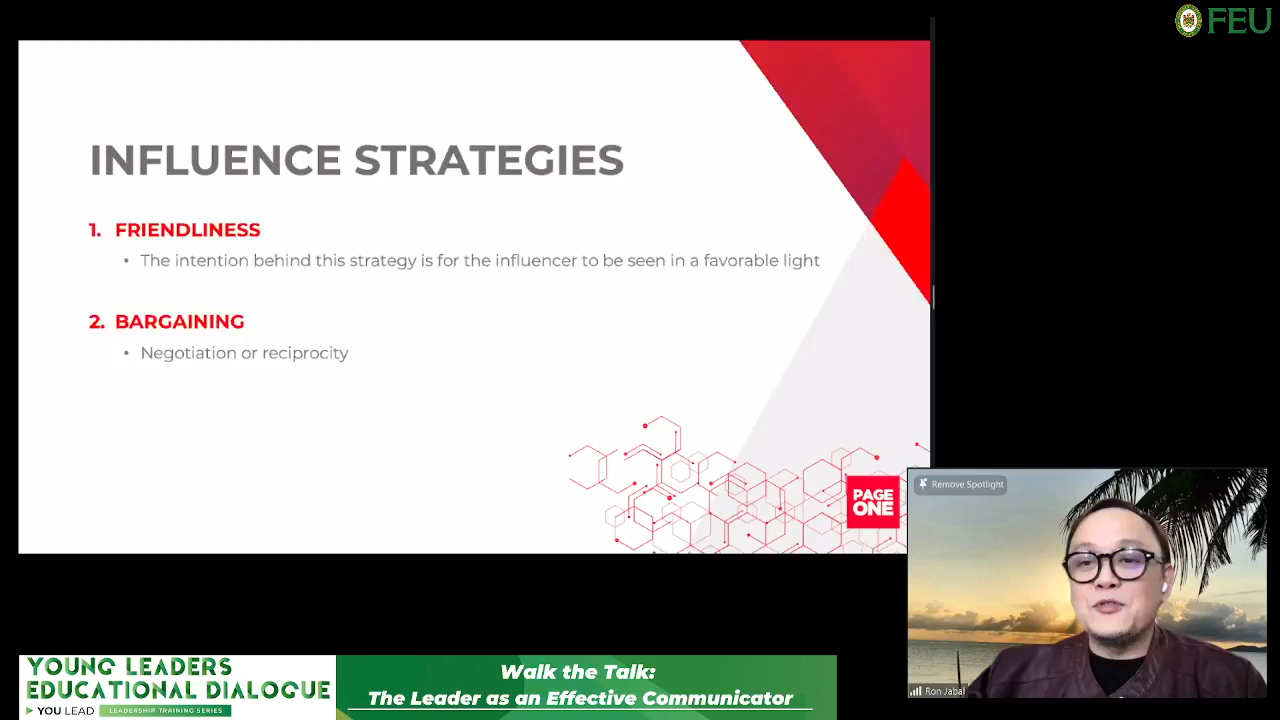 FEU
INFLUENCE STRATEGIES
1. FRIENDLINESS
• The intention behind this strategy is for the influencer to be seen in a favorable light
2. BARGAINING
• Negotiation or reciprocity
PAGE
ONE
Remove Spotlight
Ron Jabal
YOUNG LEADERS
EDUCATIONAL DIALOGUE
YOU LEAD LEADERSHIP TRAINING SERIES
Walk the Talk:
The Leader as an Effective Communicator